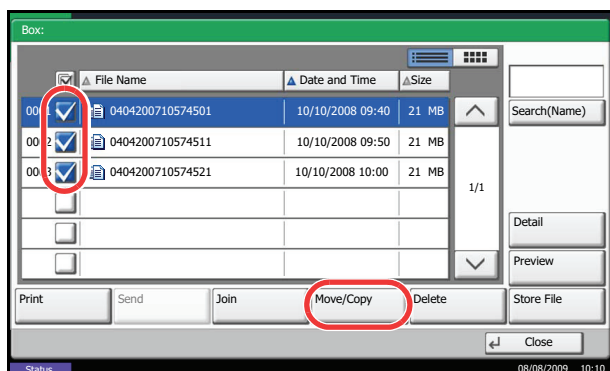 Box:
File Name Date and Time Size
0001 0404200710574501 10/10/2008 09:40 21 MB
0002 0404200710574511 10/10/2008 09:50 21 MB
0003 0404200710574521 10/10/2008 10:00 21 MB
1/1
Search(Name)
Detail
Preview
Print Send Join Move/Copy Delete Store File
Close
Status 08/08/2009 10:10